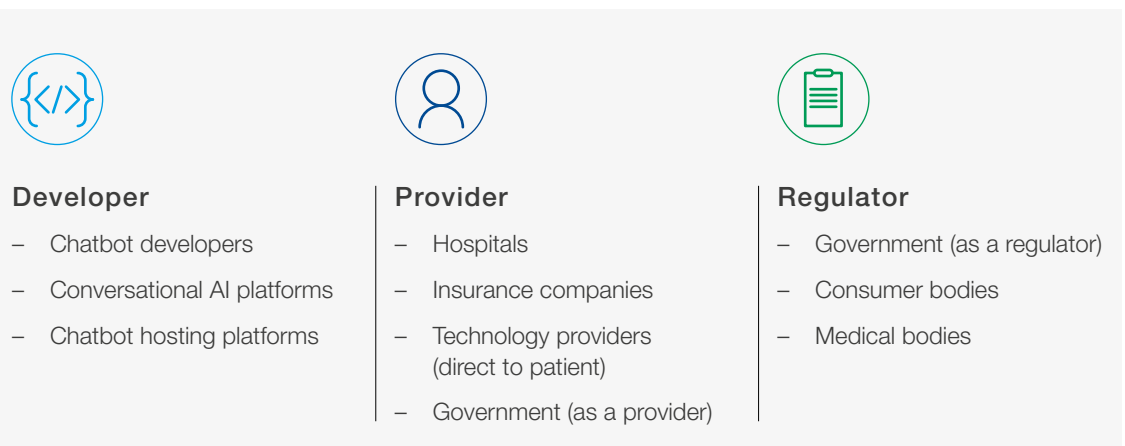 Developer
– Chatbot developers
– Conversational AI platforms
– Chatbot hosting platforms
Provider
– Hospitals
– Insurance companies
– Technology providers
(direct to patient)
– Government (as a provider)
Regulator
– Government (as a regulator)
– Consumer bodies
– Medical bodies